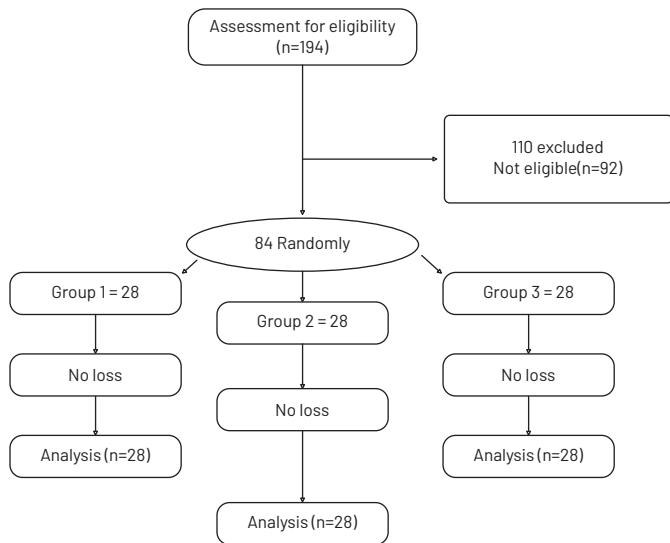 Assessment for eligibility
(n=194)
110 excluded
Not eligible(n=92)
84 Randomly
Group 1 = 28
Group 2 = 28
Group 3 = 28
No loss
No loss
No loss
Analysis (n=28)
Analysis (n=28)
Analysis (n=28)